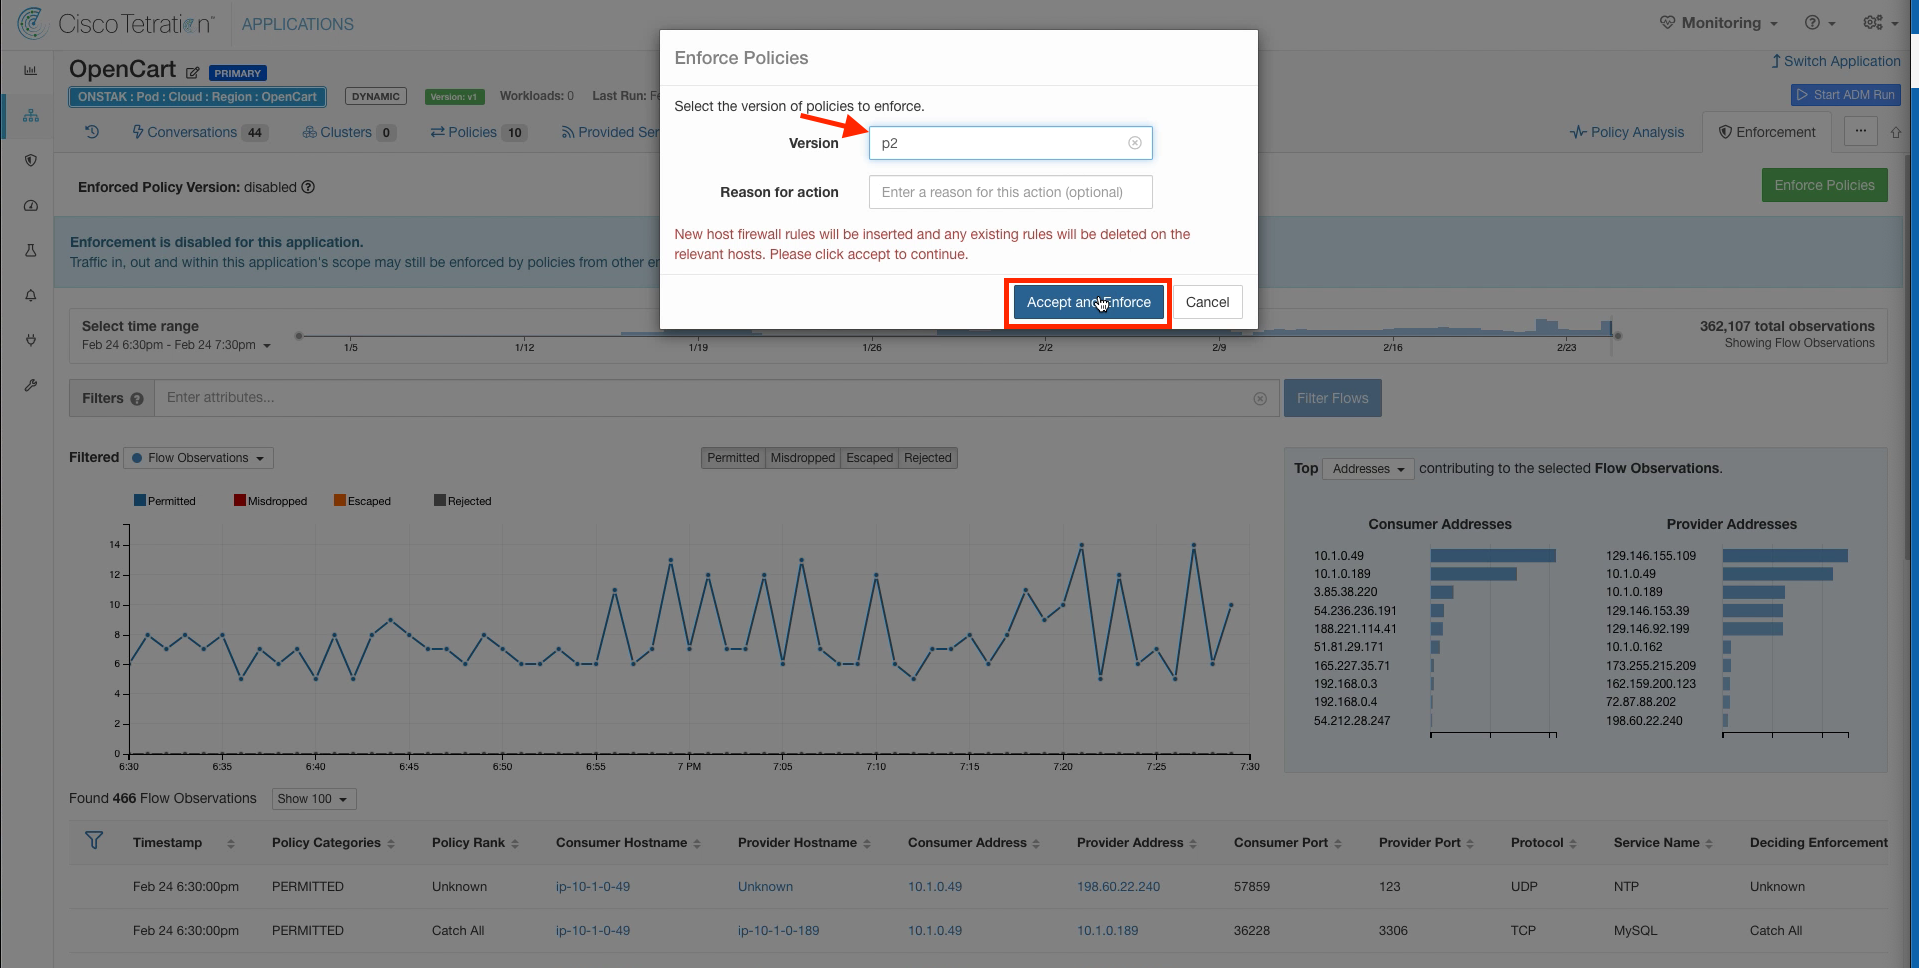 CiscoTetration™ APPLICATIONS
Monitoring
OpenCart PRIMARY
Switch Application
ONSTAK : Pod : Cloud : Region : OpenCart DYNAMIC Version: v1 Workloads: 0 Last Run:
Start ADM Run
Conversations 44 Clusters 0 Policies 10 Provided
Policy Analysis Enforcement ...
Enforced Policy Version: disabled ?
Enforce Policies
Enforcement is disabled for this application.
Traffic in, out and within this application's scope may still be enforced by policies from other
Enforce Policies
Select the version of policies to enforce.
Version p2
Reason for action Enter a reason for this action (optional)
New host firewall rules will be inserted and any existing rules will be deleted on the
relevant hosts. Please click accept to continue.
Accept and Enforce Cancel
Select time range
Feb 24 6:30pm - Feb 24 7:30pm
1/5 1/12 1/19 1/26 2/2 2/9 2/16 2/23
362,107 total observations
Showing Flow Observations
Filters ? Enter attributes... Filter Flows
Filtered Flow Observations Permitted Misdropped Escaped Rejected
Permitted Misdropped Escaped Rejected
14
12
10
8
6
4
2
0
6:30 6:35 6:40 6:45 6:50 6:55 7 PM 7:05 7:10 7:15 7:20 7:25 7:30
Top Addresses contributing to the selected Flow Observations.
Consumer Addresses
10.1.0.49
10.1.0.189
3.85.38.220
54.236.236.191
188.221.114.41
51.81.29.171
165.227.35.71
192.168.0.3
192.168.0.4
54.212.28.247
Provider Addresses
129.146.155.109
10.1.0.49
10.1.0.189
129.146.153.39
129.146.92.199
10.1.0.162
173.255.215.209
162.159.200.123
72.87.88.202
198.60.22.240
Found 466 Flow Observations Show 100
Timestamp Policy Categories Policy Rank Consumer Hostname Provider Hostname Consumer Address Provider Address Consumer Port Provider Port Protocol Service Name Deciding Enforcement
Feb 24 6:30:00pm PERMITTED Unknown ip-10-1-0-49 Unknown 10.1.0.49 198.60.22.240 57859 123 UDP NTP Unknown
Feb 24 6:30:00pm PERMITTED Catch All ip-10-1-0-49 ip-10-1-0-189 10.1.0.49 10.1.0.189 36228 3306 TCP MySQL Catch All